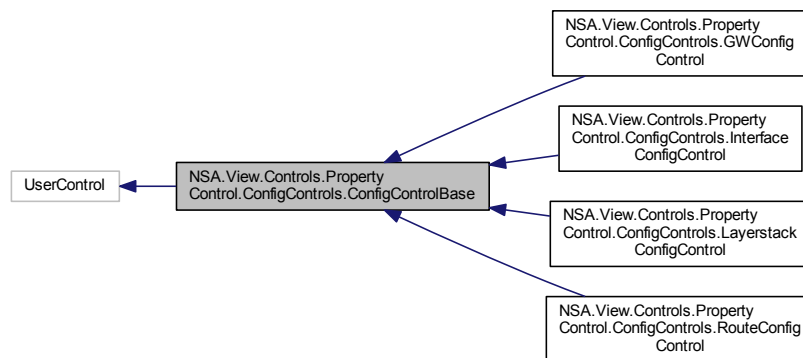 UserControl
NSA.View.Controls.Property
Control.ConfigControls.ConfigControlBase
NSA.View.Controls.Property
Control.ConfigControls.GWConfig
Control
NSA.View.Controls.Property
Control.ConfigControls.Interface
ConfigControl
NSA.View.Controls.Property
Control.ConfigControls.Layerstack
ConfigControl
NSA.View.Controls.Property
Control.ConfigControls.RouteConfig
Control